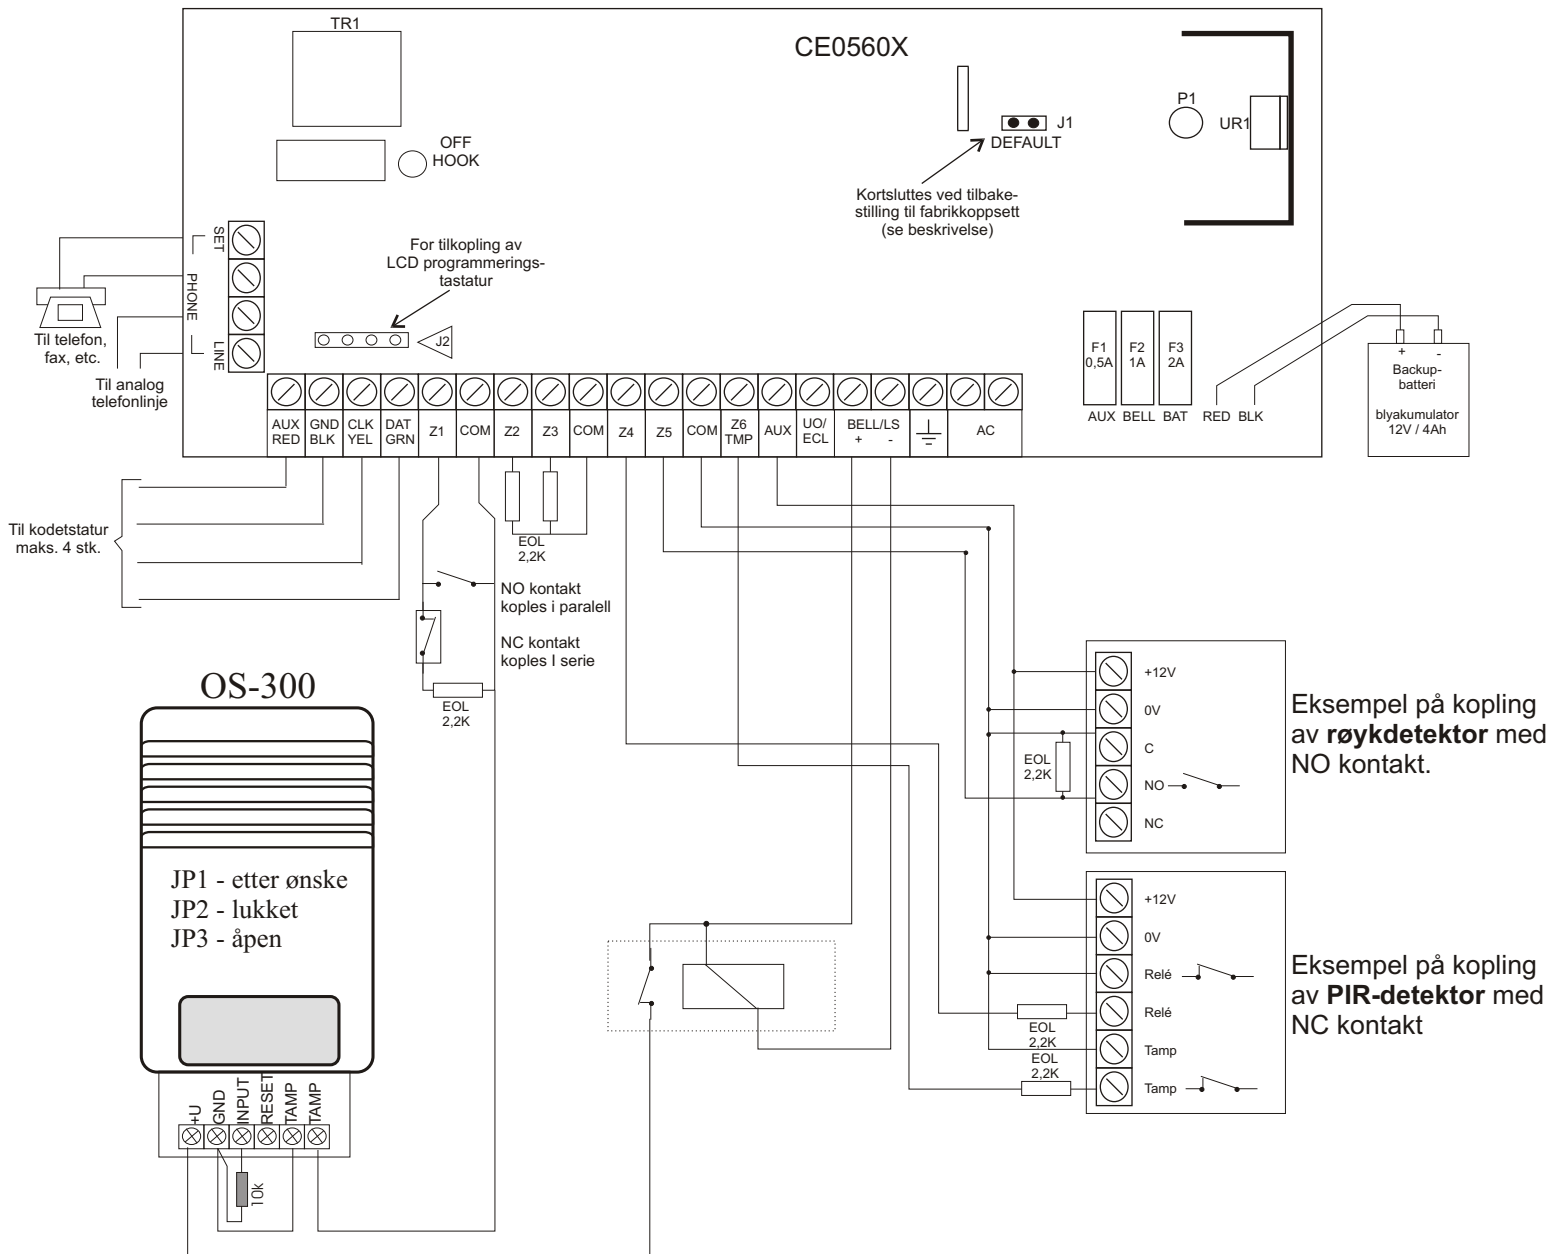 TR1
CE0560X
OFF
HOOK
P1
UR1
J1
DEFAULT
Kortsluttes ved tilbake-
stilling til fabrikkoppsett
(se beskrivelse)
SET
PHONE
LINE
For tilkopling av
LCD programmerings-
tastatur
J2
Til telefon,
fax, etc.
Til analog
telefonlinje
F1
0,5A
F2
1A
F3
2A
AUX BELL BAT RED BLK
+ -
Backup-
batteri
blyakumulator
12V / 4Ah
AUX
RED
GND
BLK
CLK
YEL
DAT
GRN
Z1
COM
Z2
Z3
COM
Z4
Z5
COM
Z6
TMP
AUX
UO/
ECL
BELL/LS
+ -
AC
Til kodetstatur
maks. 4 stk.
EOL
2,2K
NO kontakt
koples i paralell
NC kontakt
koples I serie
EOL
2,2K
OS-300
JP1 - etter ønske
JP2 - lukket
JP3 - åpen
+U
GND
INPUT
RESET
TAMP
TAMP
10k
+12V
0V
C
NO
NC
EOL
2,2K
Eksempel på kopling
av røykdetektor med
NO kontakt.
+12V
0V
Relé
Relé
Tamp
Tamp
EOL
2,2K
EOL
2,2K
Eksempel på kopling
av PIR-detektor med
NC kontakt